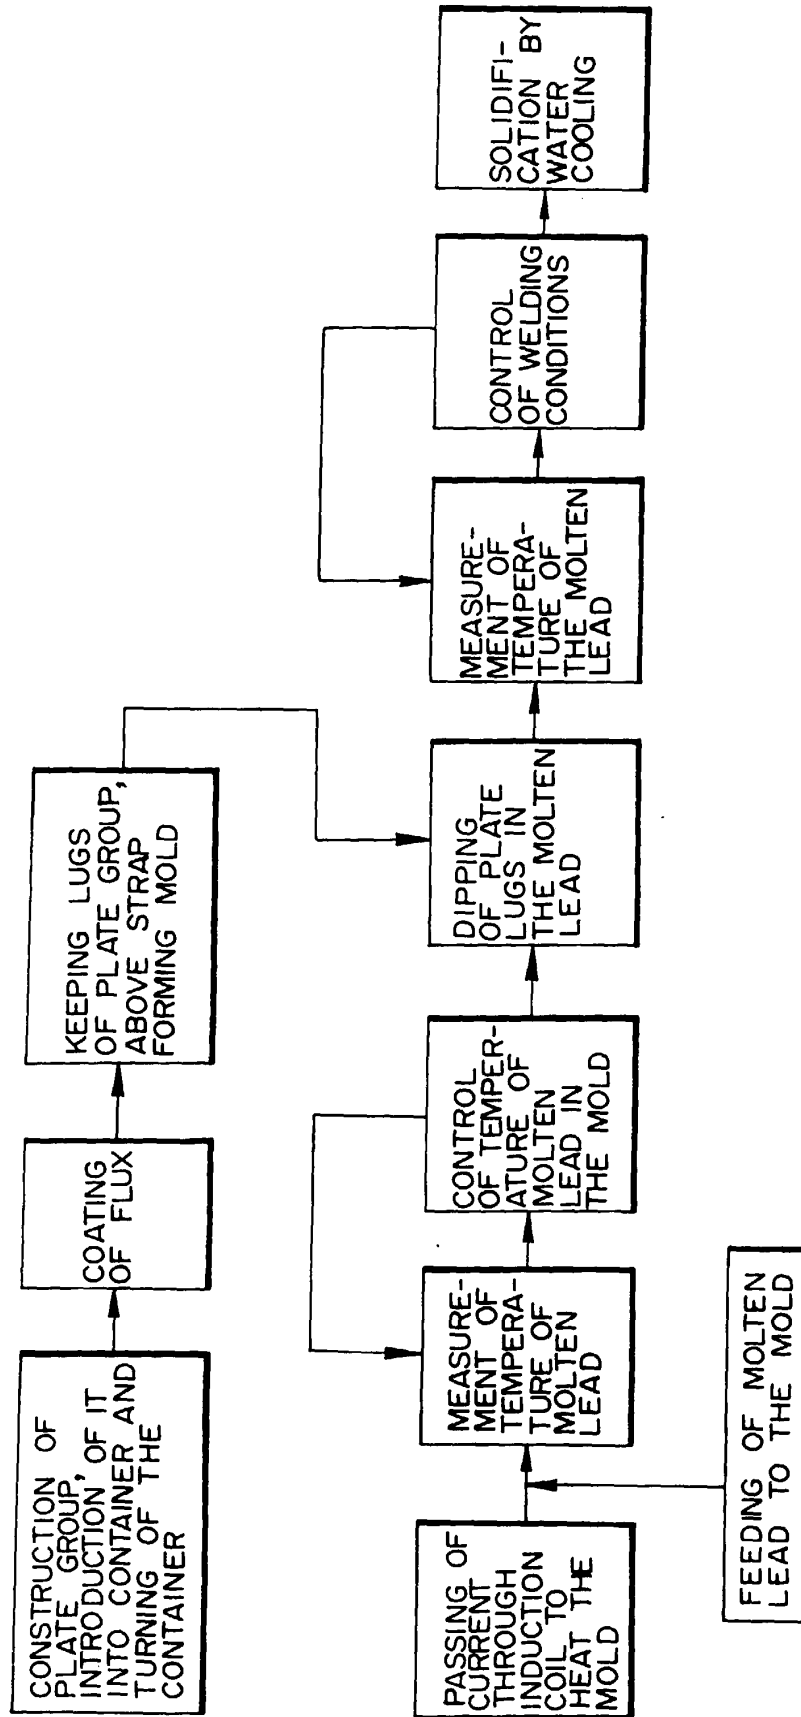 CONSTRUCTION OF
PLATE GROUP,
INTRODUCTION OF IT
INTO CONTAINER AND
TURNING OF THE
CONTAINER
COATING
OF FLUX
KEEPING LUGS
OF PLATE GROUP,
ABOVE STRAP
FORMING MOLD
PASSING OF
CURRENT
THROUGH
INDUCTION
COIL TO
HEAT THE
MOLD
MEASURE-
MENT OF
TEMPERA-
TURE OF
MOLTEN
LEAD
CONTROL
OF TEMPER-
ATURE OF
MOLTEN
LEAD IN
THE MOLD
DIPPING
OF PLATE
LUGS IN
THE MOLTEN
LEAD
MEASURE-
MENT OF
TEMPERA-
TURE OF
THE MOLTEN
LEAD
CONTROL
OF WELDING
CONDITIONS
SOLIDIFI-
CATION BY
WATER
COOLING
FEEDING OF MOLTEN
LEAD TO THE MOLD